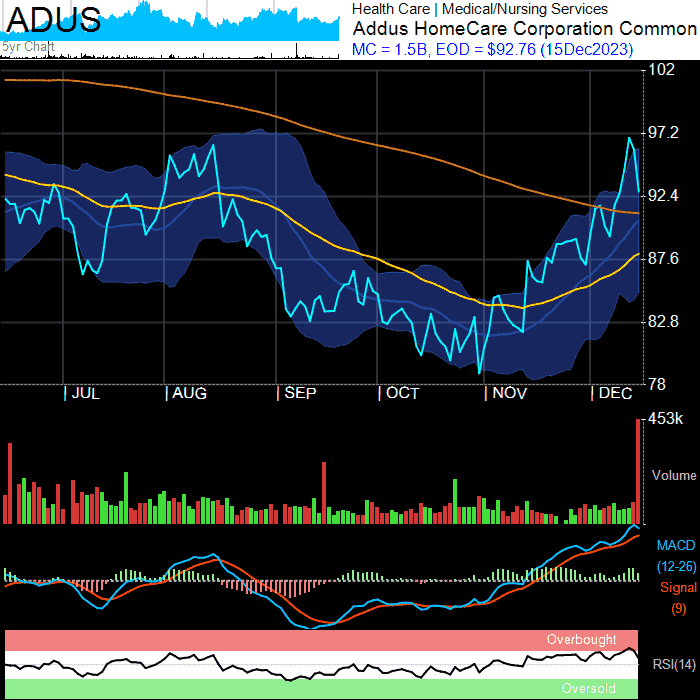 ADUS
5yr Chart
Health Care | Medical/Nursing Services
Addus HomeCare Corporation Common
MC = 1.5B, EOD = $92.76 (15Dec2023)
102
97.2
92.4
87.6
82.8
78
| JUL | AUG | SEP | OCT | NOV | DEC
453k
Volume
MACD
(12-26)
Signal
(9)
Overbought
RSI(14)
Oversold